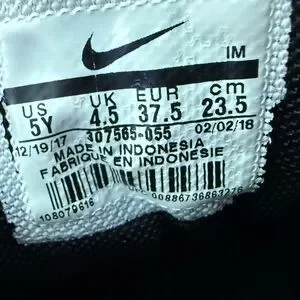 IM
US UK EUR cm
5Y 4.5 37.5 23.5
12/19/17 307565-055 02/02/18
MADE IN INDONESIA
FABRIQUE EN INDONESIE
108079616